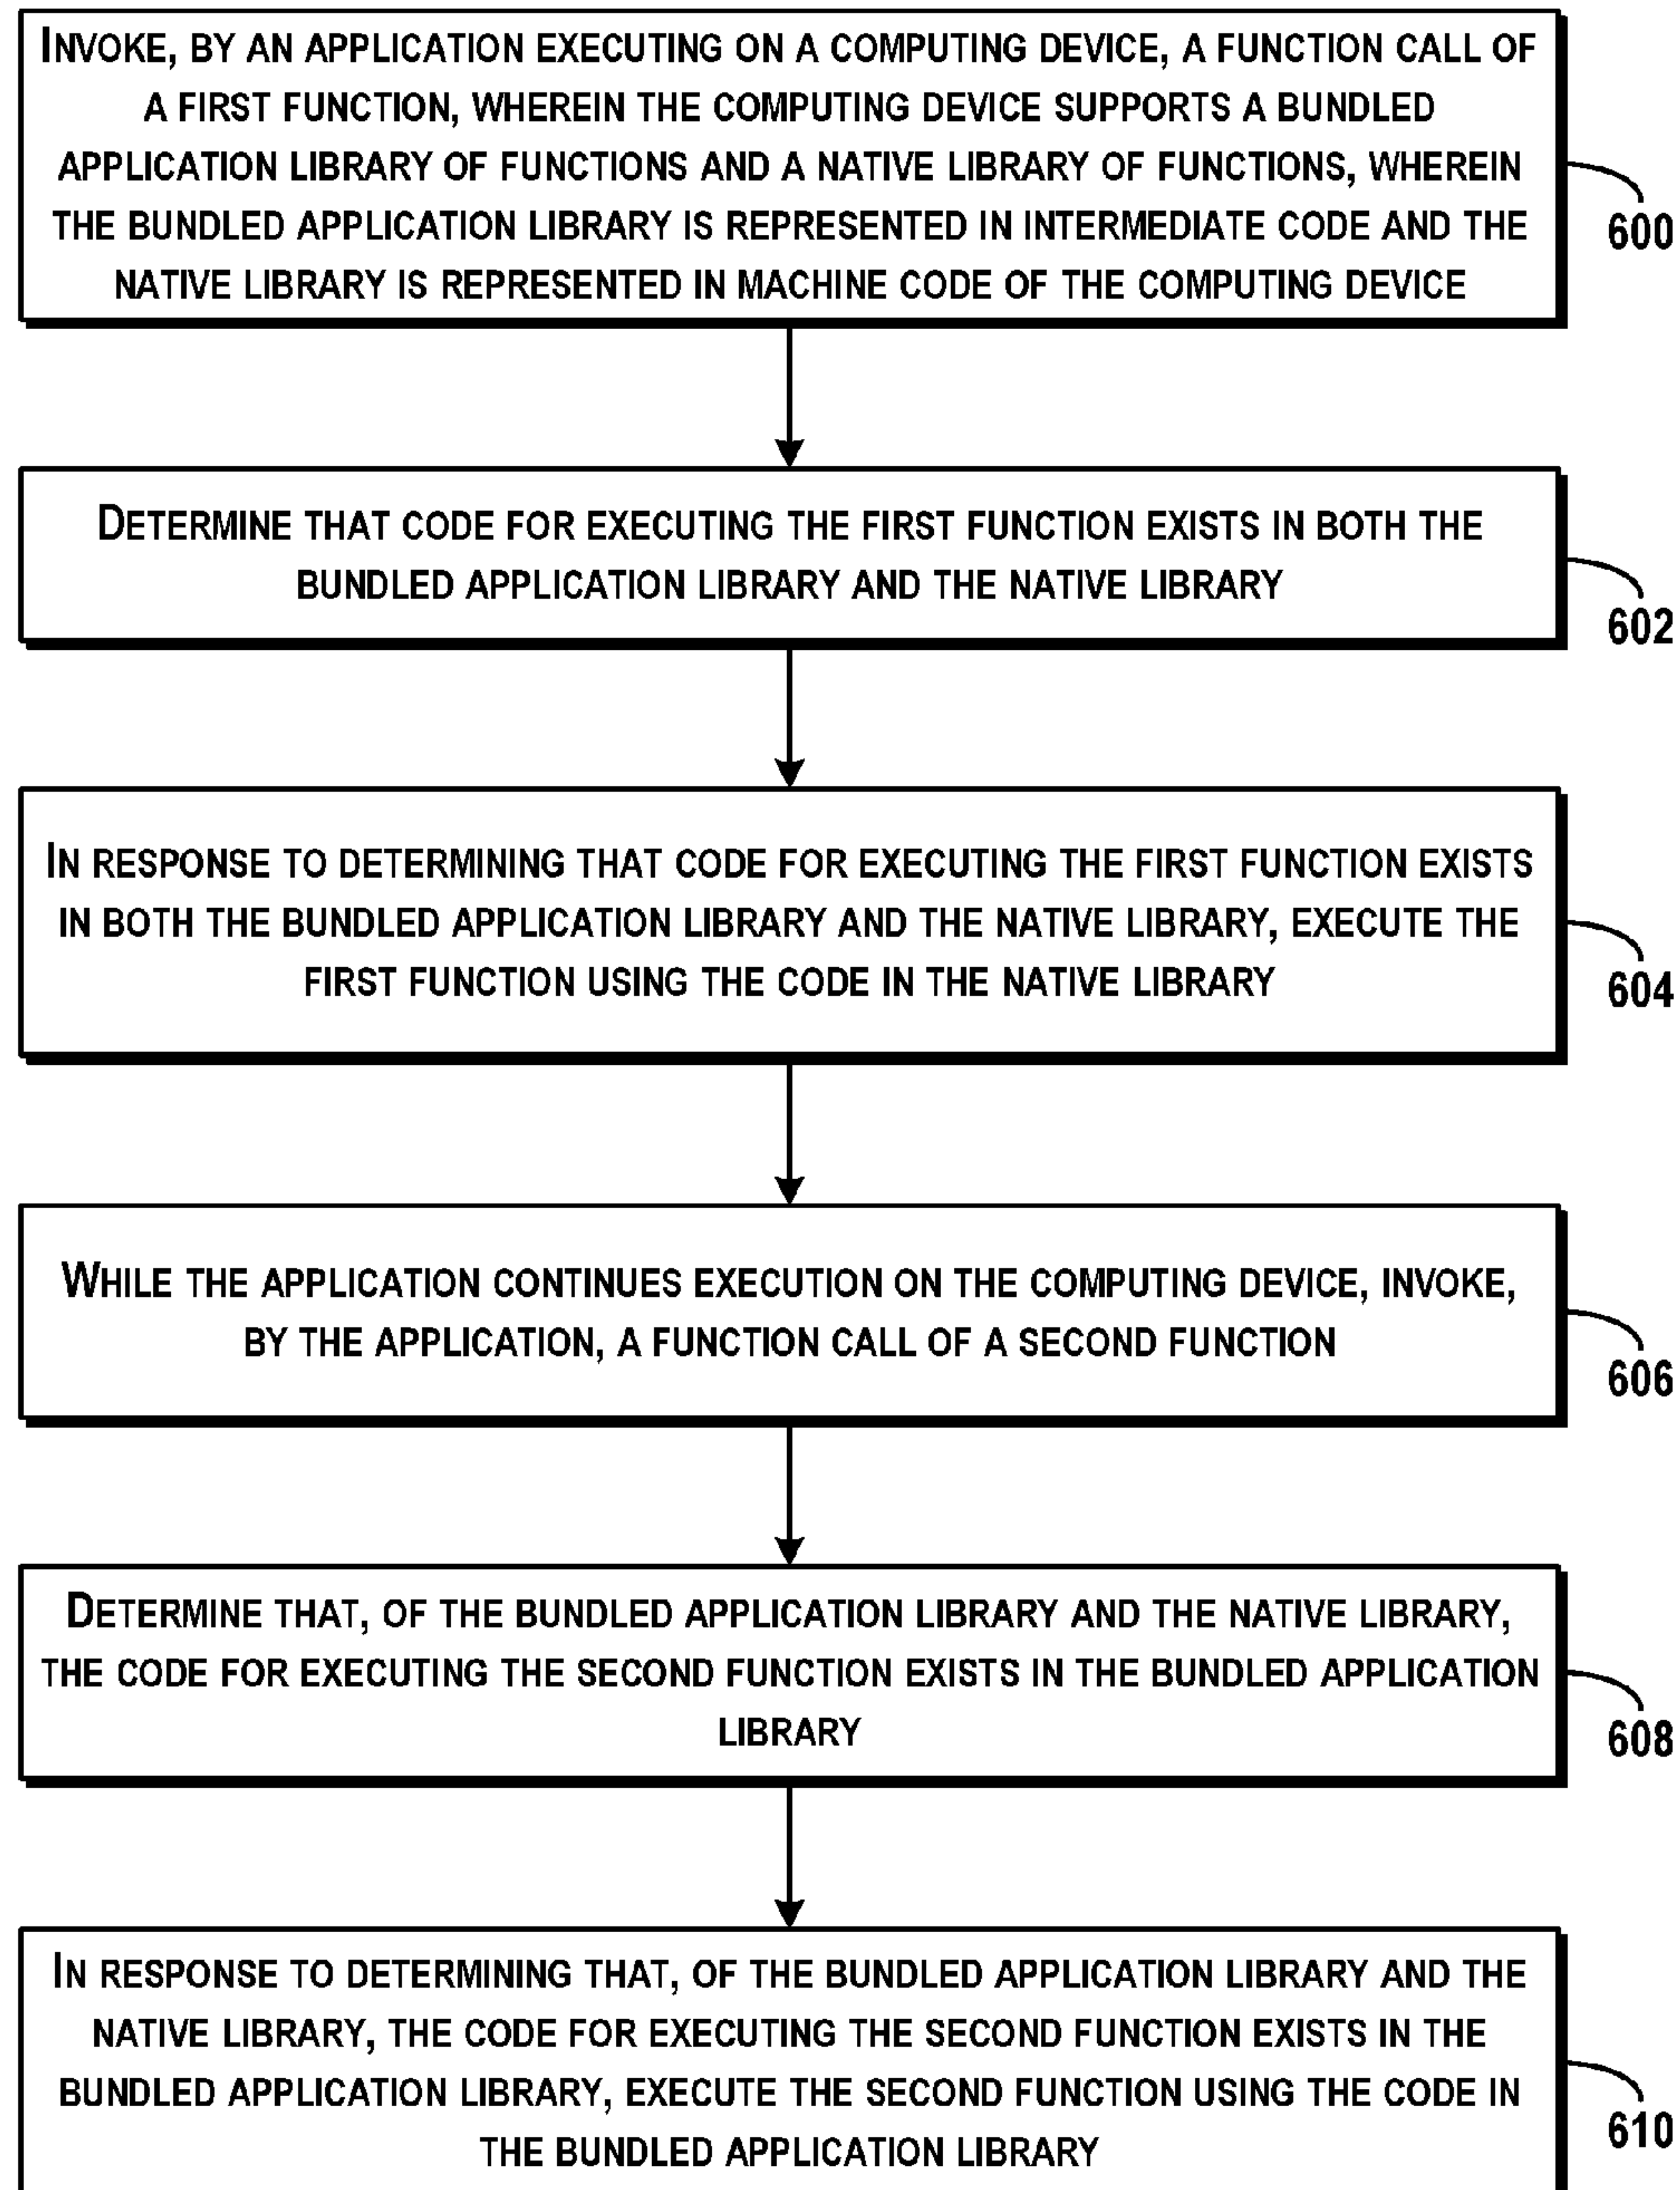 INVOKE, BY AN APPLICATION EXECUTING ON A COMPUTING DEVICE, A FUNCTION CALL OF
A FIRST FUNCTION, WHEREIN THE COMPUTING DEVICE SUPPORTS A BUNDLED
APPLICATION LIBRARY OF FUNCTIONS AND A NATIVE LIBRARY OF FUNCTIONS, WHEREIN
THE BUNDLED APPLICATION LIBRARY IS REPRESENTED IN INTERMEDIATE CODE AND THE
NATIVE LIBRARY IS REPRESENTED IN MACHINE CODE OF THE COMPUTING DEVICE
600
DETERMINE THAT CODE FOR EXECUTING THE FIRST FUNCTION EXISTS IN BOTH THE
BUNDLED APPLICATION LIBRARY AND THE NATIVE LIBRARY
602
IN RESPONSE TO DETERMINING THAT CODE FOR EXECUTING THE FIRST FUNCTION EXISTS
IN BOTH THE BUNDLED APPLICATION LIBRARY AND THE NATIVE LIBRARY, EXECUTE THE
FIRST FUNCTION USING THE CODE IN THE NATIVE LIBRARY
604
WHILE THE APPLICATION CONTINUES EXECUTION ON THE COMPUTING DEVICE, INVOKE,
BY THE APPLICATION, A FUNCTION CALL OF A SECOND FUNCTION
606
DETERMINE THAT, OF THE BUNDLED APPLICATION LIBRARY AND THE NATIVE LIBRARY,
THE CODE FOR EXECUTING THE SECOND FUNCTION EXISTS IN THE BUNDLED APPLICATION
LIBRARY
608
IN RESPONSE TO DETERMINING THAT, OF THE BUNDLED APPLICATION LIBRARY AND THE
NATIVE LIBRARY, THE CODE FOR EXECUTING THE SECOND FUNCTION EXISTS IN THE
BUNDLED APPLICATION LIBRARY, EXECUTE THE SECOND FUNCTION USING THE CODE IN
THE BUNDLED APPLICATION LIBRARY
610